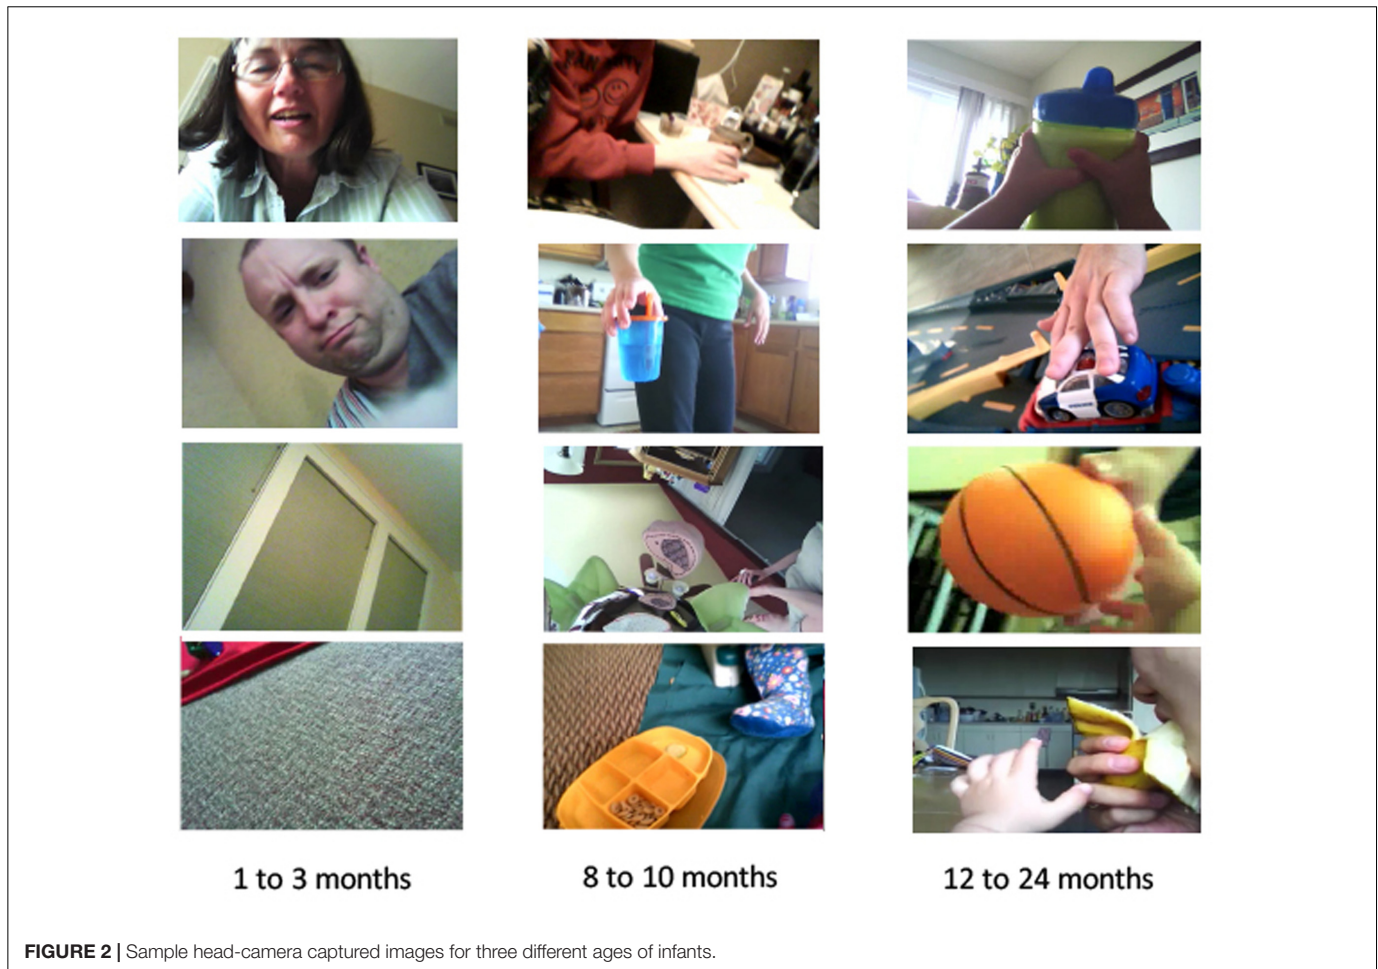 1 to 3 months
8 to 10 months
12 to 24 months
FIGURE 2 | Sample head-camera captured images for three different ages of infants.